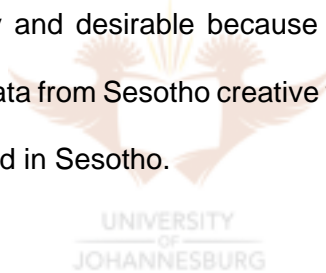 and desirable because
ata from Sesotho creative
d in Sesotho.
UNIVERSITY
OF
JOHANNESBURG